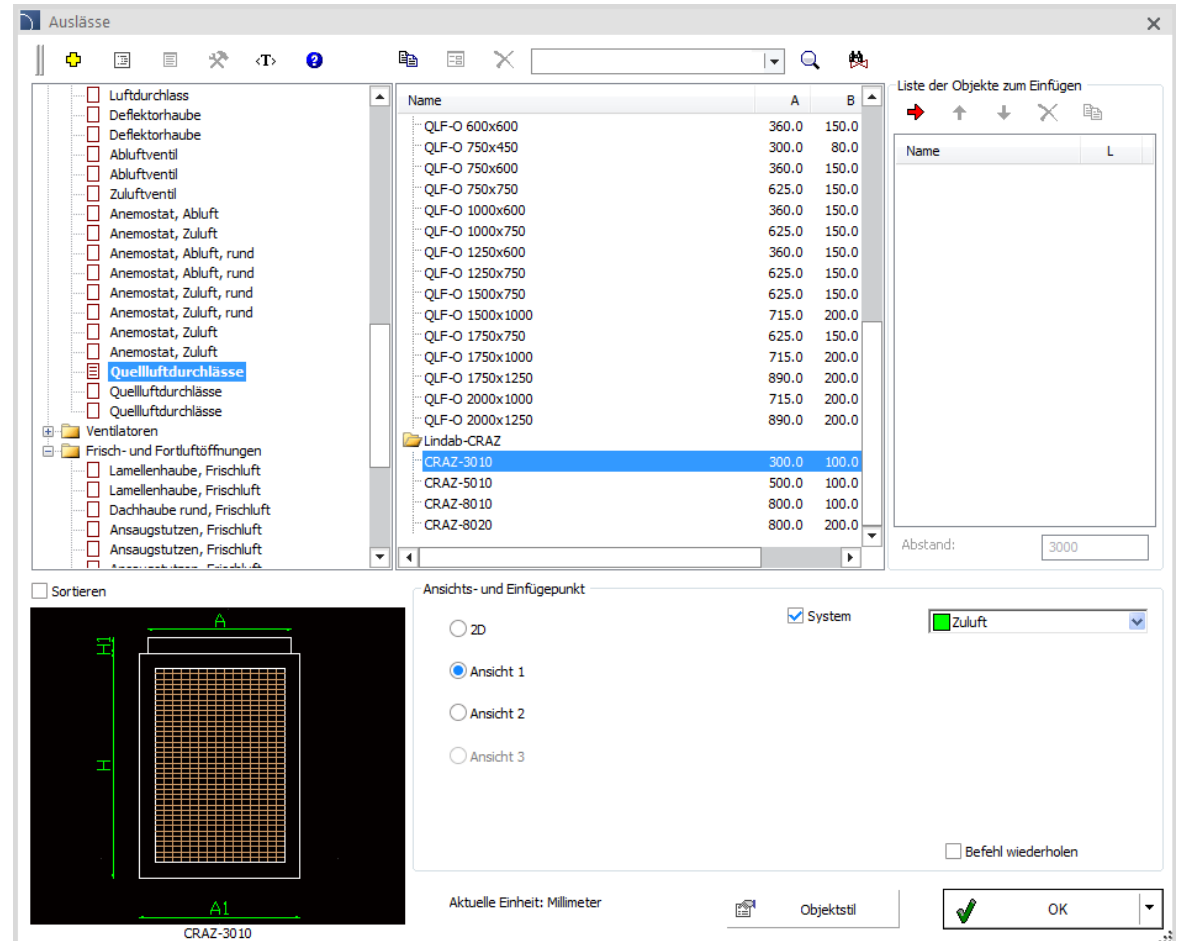 Auslässe
‹T›
Luftdurchlass
Deflektorhaube
Deflektorhaube
Abluftventil
Abluftventil
Zuluftventil
Anemostat, Abluft
Anemostat, Zuluft
Anemostat, Abluft, rund
Anemostat, Abluft, rund
Anemostat, Zuluft, rund
Anemostat, Zuluft, rund
Anemostat, Zuluft
Anemostat, Zuluft
Quellluftdurchlässe
Quellluftdurchlässe
Quellluftdurchlässe
Ventilatoren
Frisch- und Fortluftöffnungen
Lamellenhaube, Frischluft
Lamellenhaube, Frischluft
Dachhaube rund, Frischluft
Ansaugstutzen, Frischluft
Ansaugstutzen, Frischluft
Name A B
QLF-O 600x600 360.0 150.0
QLF-O 750x450 300.0 80.0
QLF-O 750x600 360.0 150.0
QLF-O 750x750 625.0 150.0
QLF-O 1000x600 360.0 150.0
QLF-O 1000x750 625.0 150.0
QLF-O 1250x600 360.0 150.0
QLF-O 1250x750 625.0 150.0
QLF-O 1500x750 625.0 150.0
QLF-O 1500x1000 715.0 200.0
QLF-O 1750x750 625.0 150.0
QLF-O 1750x1000 715.0 200.0
QLF-O 1750x1250 890.0 200.0
QLF-O 2000x1000 715.0 200.0
QLF-O 2000x1250 890.0 200.0
Lindab-CRAZ
CRAZ-3010 300.0 100.0
CRAZ-5010 500.0 100.0
CRAZ-8010 800.0 100.0
CRAZ-8020 800.0 200.0
Liste der Objekte zum Einfügen
Name L
Abstand: 3000
Sortieren
A
H1
H
A1
CRAZ-3010
Ansichts- und Einfügepunkt
2D
Ansicht 1
Ansicht 2
Ansicht 3
System
Zuluft
Befehl wiederholen
Aktuelle Einheit: Millimeter
Objektstil
OK